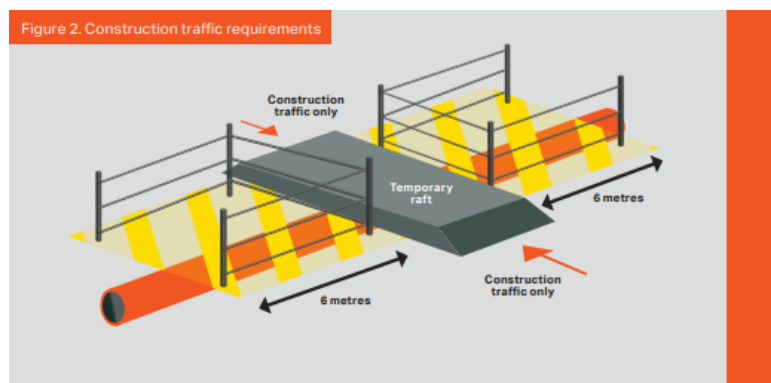 Figure 2. Construction traffic requirements
Construction
traffic only
Temporary
raft
6 metres
6 metres
Construction
traffic only